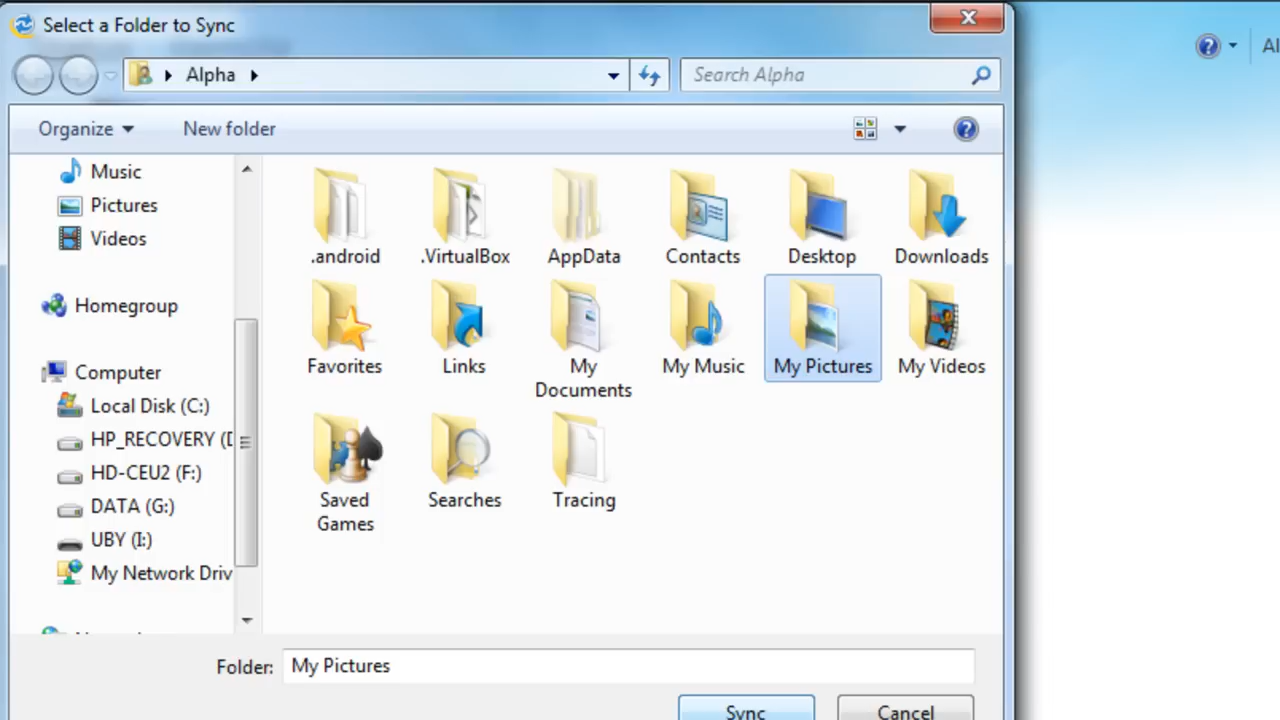 Select a Folder to Sync
Alpha
Search Alpha
Al
Organize
New folder
Music
Pictures
Videos
Homegroup
Computer
Local Disk (C:)
HP_RECOVERY (
HD-CEU2 (F:)
DATA (G:)
UBY (I:)
My Network Driv
.android
.VirtualBox
AppData
Contacts
Desktop
Downloads
Favorites
Links
My
Documents
My Music
My Pictures
My Videos
Saved
Games
Searches
Tracing
Folder:
My Pictures
Sync
Cancel